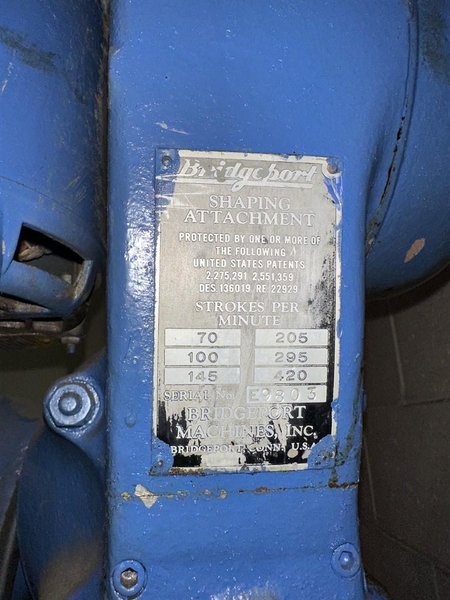 Bridgeport
SHAPING
ATTACHMENT
PROTECTED BY ONE OR MORE OF
THE FOLLOWING
UNITED STATES PATENTS
2,275,291 2,551,359
DES 136019 RE 22929
STROKES PER
MINUTE
70 205
100 295
145 420
SERIAL No.
BRIDGEPORT
MACHINES, INC.
BRIDGEPORT, CONN. U.S.A.